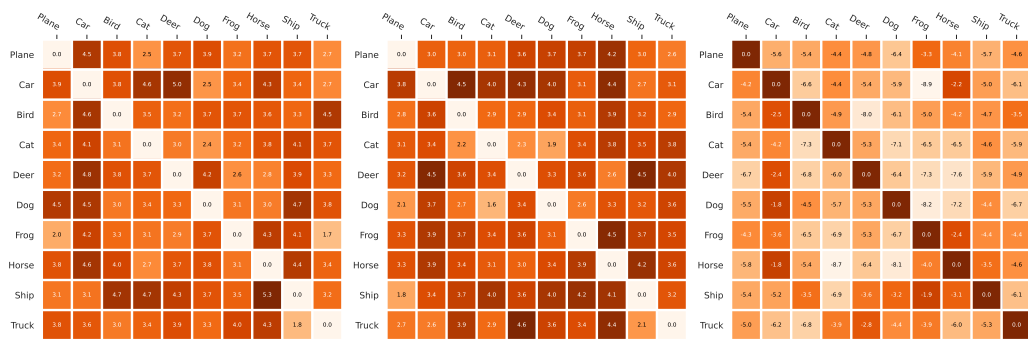 Plane Car Bird Cat Deer Dog Frog Horse Ship Truck
Plane 0.0 4.5 3.8 2.5 3.7 3.9 3.2 3.7 3.7 2.7
Car 3.9 0.0 3.8 4.6 5.0 2.5 3.4 4.3 3.4 2.7
Bird 2.7 4.6 0.0 3.5 3.2 3.7 3.7 3.6 3.3 4.5
Cat 3.4 4.1 3.1 0.0 3.0 2.4 3.2 3.8 4.1 3.7
Deer 3.2 4.8 3.8 3.7 0.0 4.2 2.6 2.8 3.9 3.3
Dog 4.5 4.5 3.0 3.4 3.3 0.0 3.1 3.0 4.7 3.8
Frog 2.0 4.2 3.3 3.1 2.9 3.7 0.0 4.3 4.1 1.7
Horse 3.8 4.6 4.0 2.7 3.7 3.8 3.1 0.0 4.4 3.4
Ship 3.1 3.1 4.7 4.7 4.3 3.7 3.5 5.3 0.0 3.2
Truck 3.8 3.6 3.0 3.4 3.9 3.3 4.0 4.3 1.8 0.0
Plane Car Bird Cat Deer Dog Frog Horse Ship Truck
Plane 0.0 3.0 3.0 3.1 3.6 3.7 3.7 4.2 3.0 2.6
Car 3.8 0.0 4.5 4.0 4.3 4.0 3.1 4.4 2.7 3.1
Bird 2.8 3.6 0.0 2.9 2.9 3.4 3.1 3.9 3.2 2.9
Cat 3.4 3.4 2.2 0.0 2.3 1.9 3.4 3.8 3.5 3.8
Deer 3.2 4.5 3.6 3.4 0.0 3.3 3.2 2.6 4.5 4.0
Dog 2.1 3.7 2.7 1.6 3.4 0.0 2.6 3.3 3.2 3.6
Frog 3.3 3.9 3.7 3.4 3.6 3.1 0.0 4.5 3.7 3.5
Horse 3.3 3.9 3.4 3.1 3.0 3.4 3.9 0.0 4.2 3.6
Ship 1.8 3.4 3.7 4.0 3.6 4.0 4.2 4.1 0.0 3.2
Truck 2.7 2.6 3.9 2.9 4.6 3.6 3.4 4.4 2.1 0.0
Plane Car Bird Cat Deer Dog Frog Horse Ship Truck
Plane 0.0 -5.6 -5.4 -4.4 -4.8 -6.4 -3.3 -4.1 -5.7 -4.6
Car -4.2 0.0 -6.6 -4.4 -5.4 -5.9 -8.9 -2.2 -5.0 -6.1
Bird -5.4 -2.5 0.0 -4.9 -8.0 -6.1 -5.0 -4.2 -4.7 -3.5
Cat -5.4 -4.2 -7.3 0.0 -5.3 -7.1 -6.5 -6.5 -4.6 -5.9
Deer -6.7 -2.4 -6.8 -6.0 0.0 -6.4 -7.3 -7.6 -5.9 -4.9
Dog -5.5 -1.8 -4.5 -5.7 -5.3 0.0 -8.2 -7.2 -4.4 -6.7
Frog -4.3 -3.6 -6.5 -6.9 -5.3 -6.7 0.0 -2.4 -4.4 -4.4
Horse -5.8 -1.8 -5.4 -8.7 -6.4 -8.1 -4.0 0.0 -3.5 -4.6
Ship -5.4 -5.2 -3.5 -6.9 -3.6 -3.2 -1.9 -3.1 0.0 -6.1
Truck -5.0 -6.2 -6.8 -3.9 -2.8 -4.4 -3.9 -6.0 -5.3 0.0